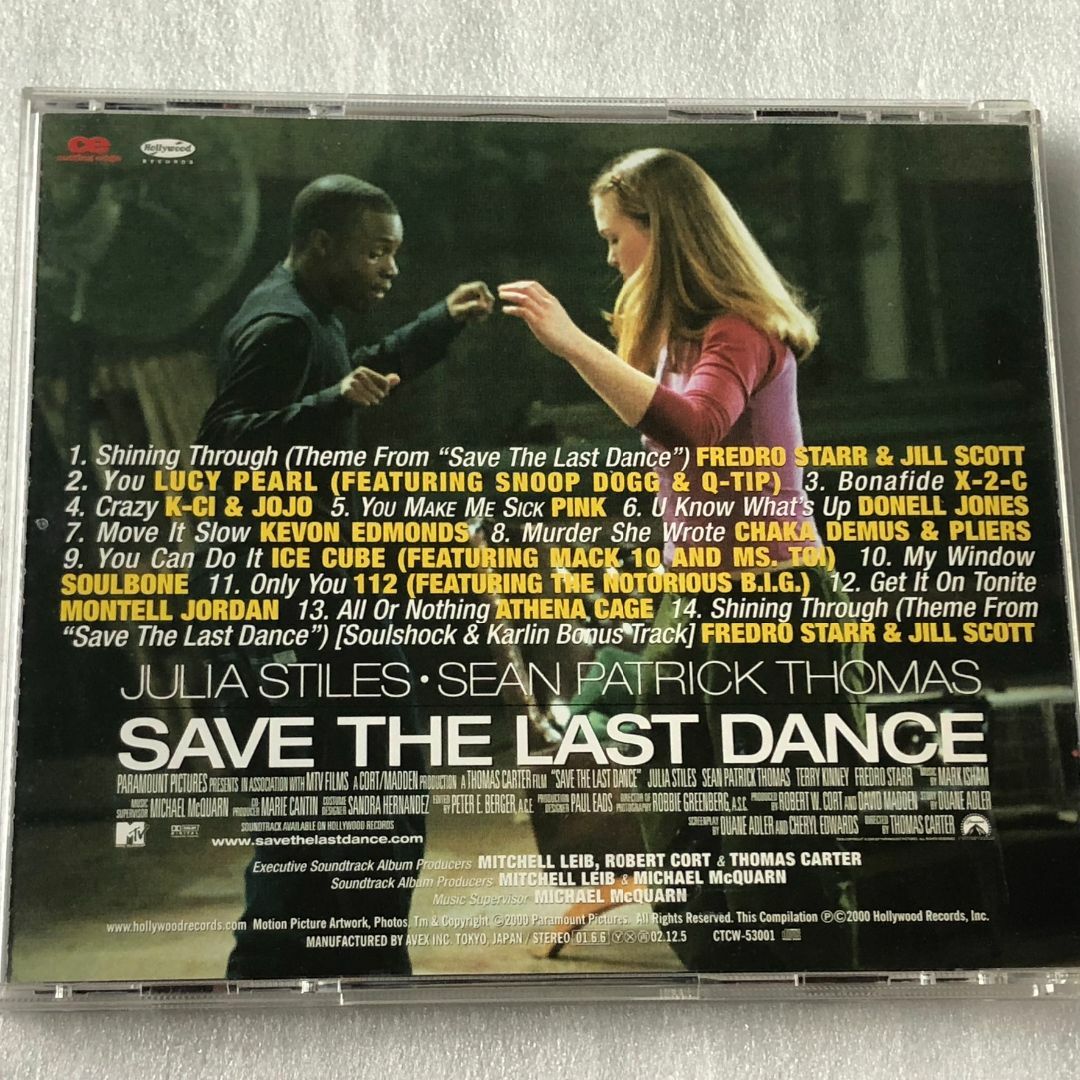 ce
cutting edge
Hollywood
RECORDS
1. Shining Through (Theme From “Save The Last Dance”) FREDRO STARR & JILL SCOTT
2. You LUCY PEARL (FEATURING SNOOP DOGG & Q-TIP) 3. Bonafide X-2-C
4. Crazy K-CI & JOJO 5. YOU MAKE ME SICK PINK 6. U Know What's Up DONELL JONES
7. Move It Slow KEVON EDMONDS 8. Murder She Wrote CHAKA DEMUS & PLIERS
9. You Can Do It ICE CUBE (FEATURING MACK 10 AND MS. TOI) 10. My Window
SOULBONE 11. Only You 112 (FEATURING THE NOTORIOUS B.I.G.) 12. Get It On Tonite
MONTELL JORDAN 13. All Or Nothing ATHENA CAGE 14. Shining Through (Theme From
“Save The Last Dance”) [Soulshock & Karlin Bonus Track] FREDRO STARR & JILL SCOTT
JULIA STILES • SEAN PATRICK THOMAS
SAVE THE LAST DANCE
PARAMOUNT PICTURES PRESENTS IN ASSOCIATION WITH MTV FILMS A CORT/MADDEN PRODUCTION A THOMAS CARTER FILM “SAVE THE LAST DANCE” JULIA STILES SEAN PATRICK THOMAS TERRY KINNEY FREDRO STARR MUSIC BY MARK ISHAM
MUSIC SUPERVISOR MICHAEL McQUARN CO-PRODUCER MARIE CANTIN COSTUME DESIGNER SANDRA HERNANDEZ EDITED BY PETER E. BERGER, A.C.E. PRODUCTION DESIGNER PAUL EADS DIRECTOR OF PHOTOGRAPHY ROBBIE GREENBERG, A.S.C. PRODUCED BY ROBERT W. CORT AND DAVID MADDEN STORY BY DUANE ADLER
SCREENPLAY BY DUANE ADLER AND CHERYL EDWARDS DIRECTED BY THOMAS CARTER
MTV
SOUNDTRACK AVAILABLE ON HOLLYWOOD RECORDS
www.savethelastdance.com
Executive Soundtrack Album Producers MITCHELL LEIB, ROBERT CORT & THOMAS CARTER
Soundtrack Album Producers MITCHELL LEIB & MICHAEL McQUARN
Music Supervisor MICHAEL McQUARN
www.hollywoodrecords.com Motion Picture Artwork, Photos, Tm & Copyright ©2000 Paramount Pictures. All Rights Reserved. This Compilation ℗©2000 Hollywood Records, Inc.
MANUFACTURED BY AVEX INC. TOKYO, JAPAN / STEREO 01.6.6 Ⓨ Ⓧ 02.12.5 CTCW-53001